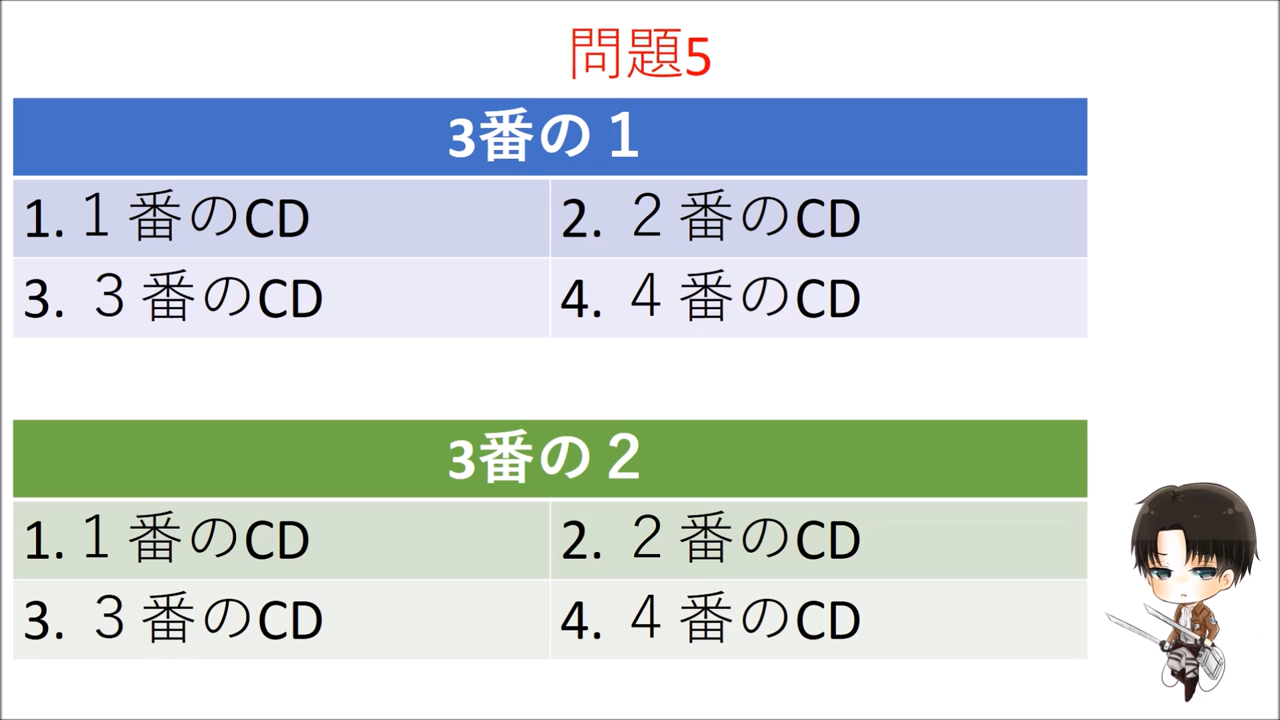 問題5
3番の１
1.１番のCD
2. ２番のCD
3. ３番のCD
4. ４番のCD
3番の２
1.１番のCD
2. ２番のCD
3. ３番のCD
4. ４番のCD